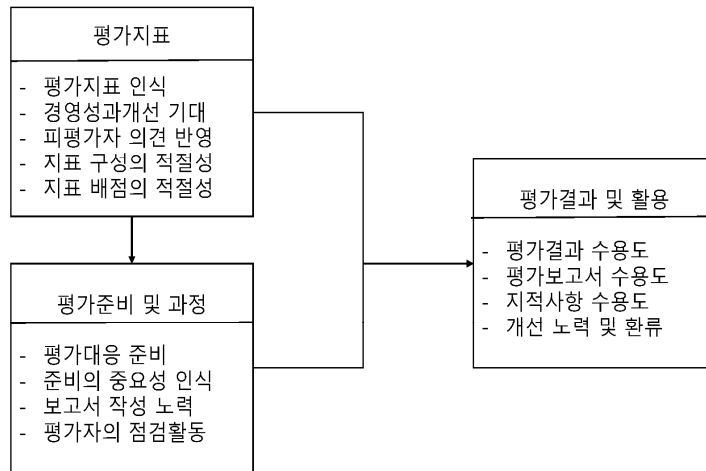 평가지표
- 평가지표 인식
- 경영성과개선 기대
- 피평가자 의견 반영
- 지표 구성의 적절성
- 지표 배점의 적절성
평가준비 및 과정
- 평가대응 준비
- 준비의 중요성 인식
- 보고서 작성 노력
- 평가자의 점검활동
평가결과 및 활용
- 평가결과 수용도
- 평가보고서 수용도
- 지적사항 수용도
- 개선 노력 및 환류